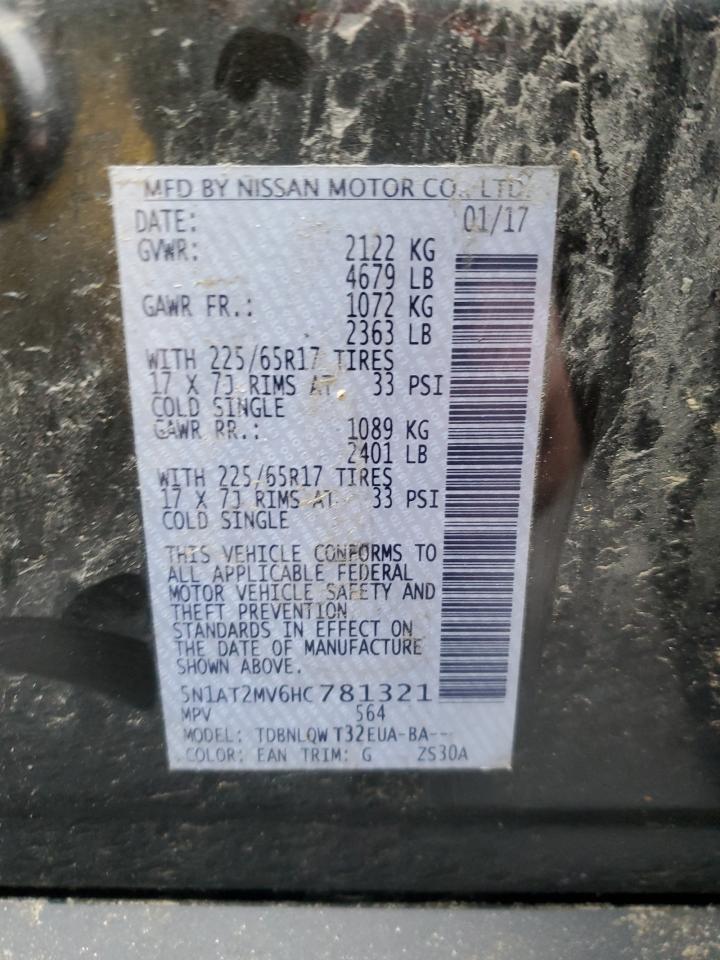 MFD BY NISSAN MOTOR CO., LTD.
DATE: 01/17
GVWR: 2122 KG
4679 LB
GAWR FR.: 1072 KG
2363 LB
WITH 225/65R17 TIRES
17 X 7J RIMS AT 33 PSI
COLD SINGLE
GAWR RR.: 1089 KG
2401 LB
WITH 225/65R17 TIRES
17 X 7J RIMS AT 33 PSI
COLD SINGLE
THIS VEHICLE CONFORMS TO
ALL APPLICABLE FEDERAL
MOTOR VEHICLE SAFETY AND
THEFT PREVENTION
STANDARDS IN EFFECT ON
THE DATE OF MANUFACTURE
SHOWN ABOVE.
5N1AT2MV6HC781321
MPV 564
MODEL: TDBNLQW T32EUA-BA---
COLOR: EAN TRIM: G ZS30A